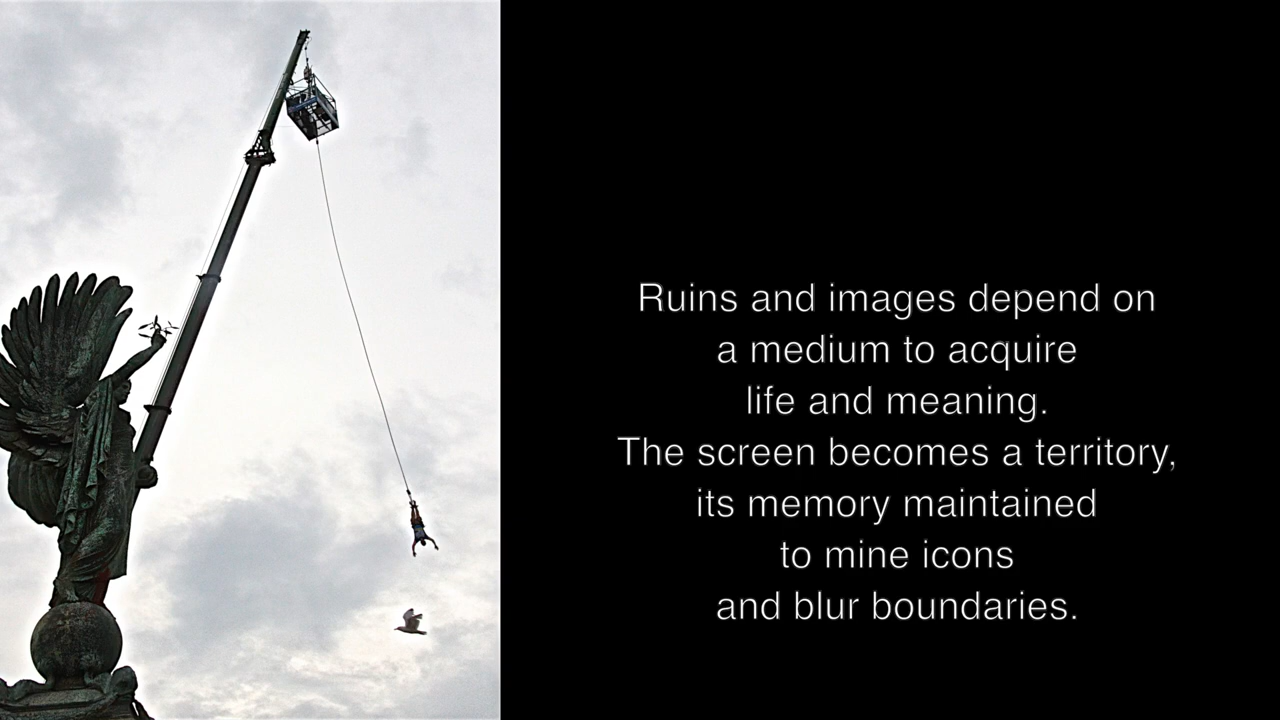 Ruins and images depend on
a medium to acquire
life and meaning.
The screen becomes a territory,
its memory maintained
to mine icons
and blur boundaries.